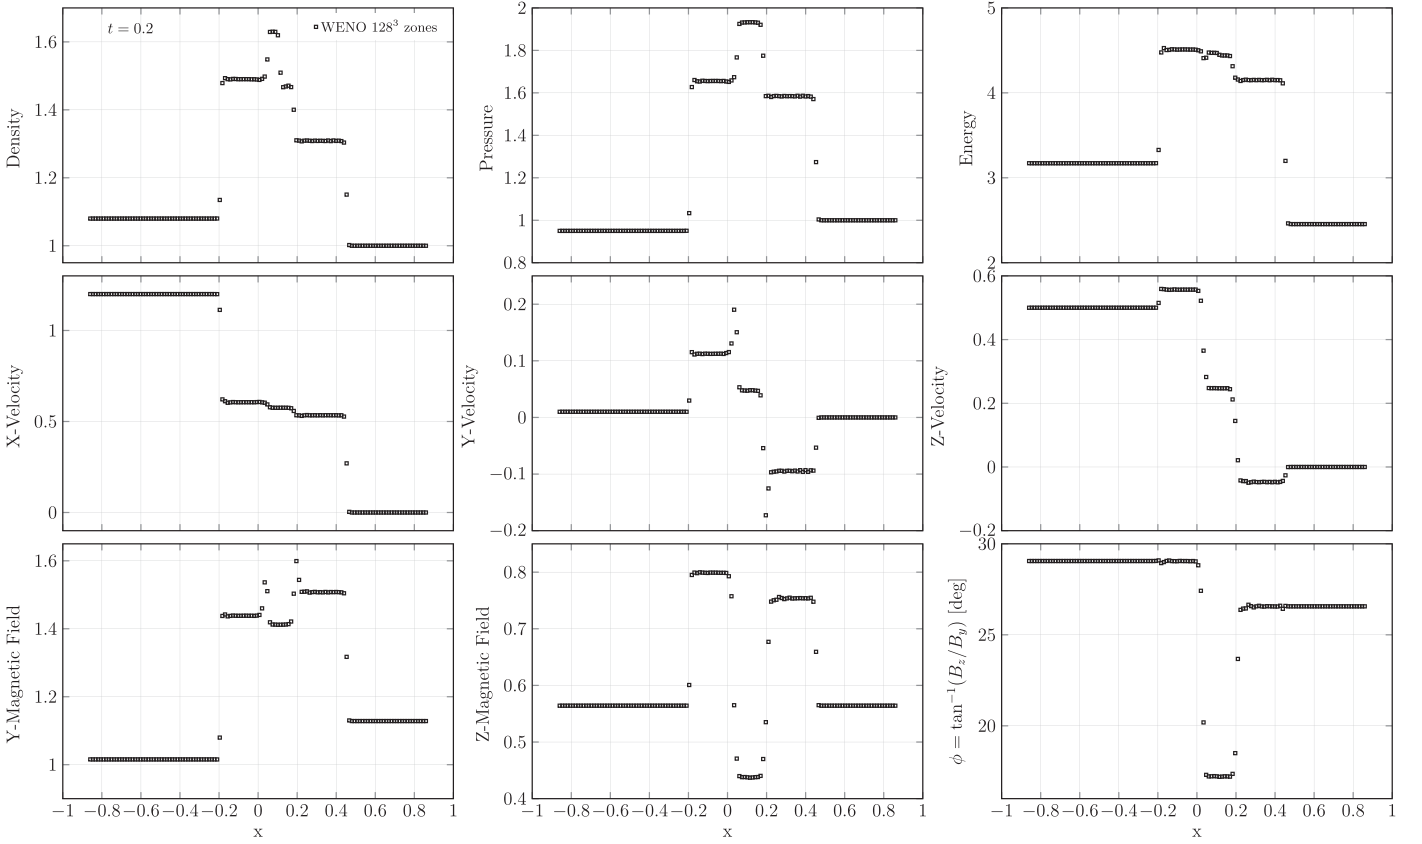 t = 0.2
WENO 128³ zones
Density
1.6
1.4
1.2
1
Pressure
2
1.8
1.6
1.4
1.2
1
0.8
Energy
5
4
3
2
X-Velocity
1
0.5
0
Y-Velocity
0.2
0.1
0
−0.1
−0.2
Z-Velocity
0.6
0.4
0.2
0
−0.2
Y-Magnetic Field
1.6
1.4
1.2
1
−1 −0.8 −0.6 −0.4 −0.2 0 0.2 0.4 0.6 0.8 1
x
Z-Magnetic Field
0.8
0.7
0.6
0.5
0.4
−1 −0.8 −0.6 −0.4 −0.2 0 0.2 0.4 0.6 0.8 1
x
ϕ = tan⁻¹(B_z/B_y) [deg]
30
25
20
−1 −0.8 −0.6 −0.4 −0.2 0 0.2 0.4 0.6 0.8 1
x